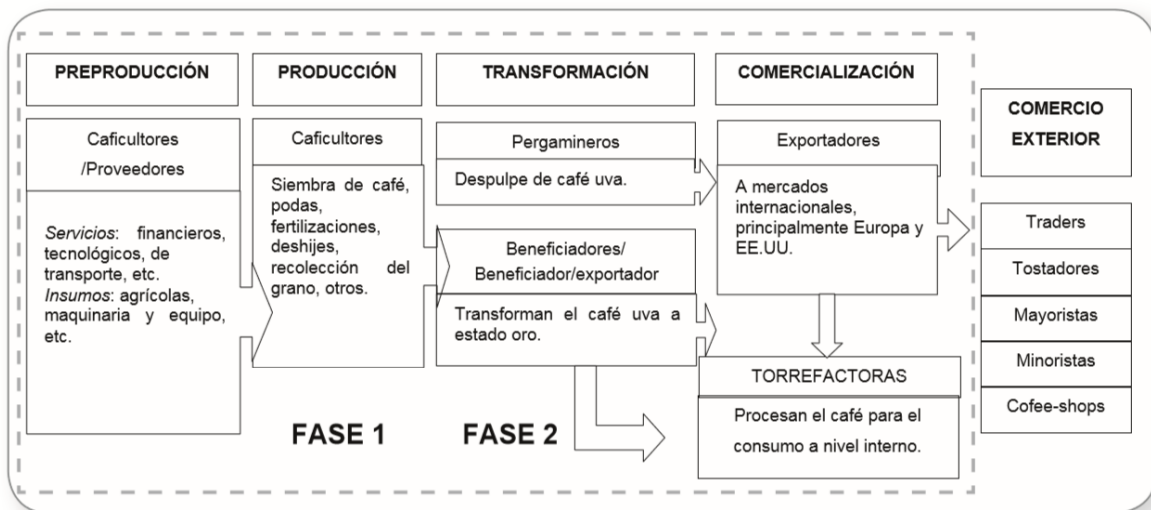 PREPRODUCCIÓN
Caficultores
/Proveedores
Servicios: financieros,
tecnológicos, de
transporte, etc.
Insumos: agrícolas,
maquinaria y equipo,
etc.
PRODUCCIÓN
Caficultores
Siembra de café,
podas,
fertilizaciones,
deshijes,
recolección del
grano, otros.
FASE 1
TRANSFORMACIÓN
Pergamineros
Despulpe de café uva.
Beneficiadores/
Beneficiador/exportador
Transforman el café uva a
estado oro.
FASE 2
COMERCIALIZACIÓN
Exportadores
A mercados
internacionales,
principalmente Europa y
EE.UU.
TORREFACTORAS
Procesan el café para el
consumo a nivel interno.
COMERCIO
EXTERIOR
Traders
Tostadores
Mayoristas
Minoristas
Cofee-shops